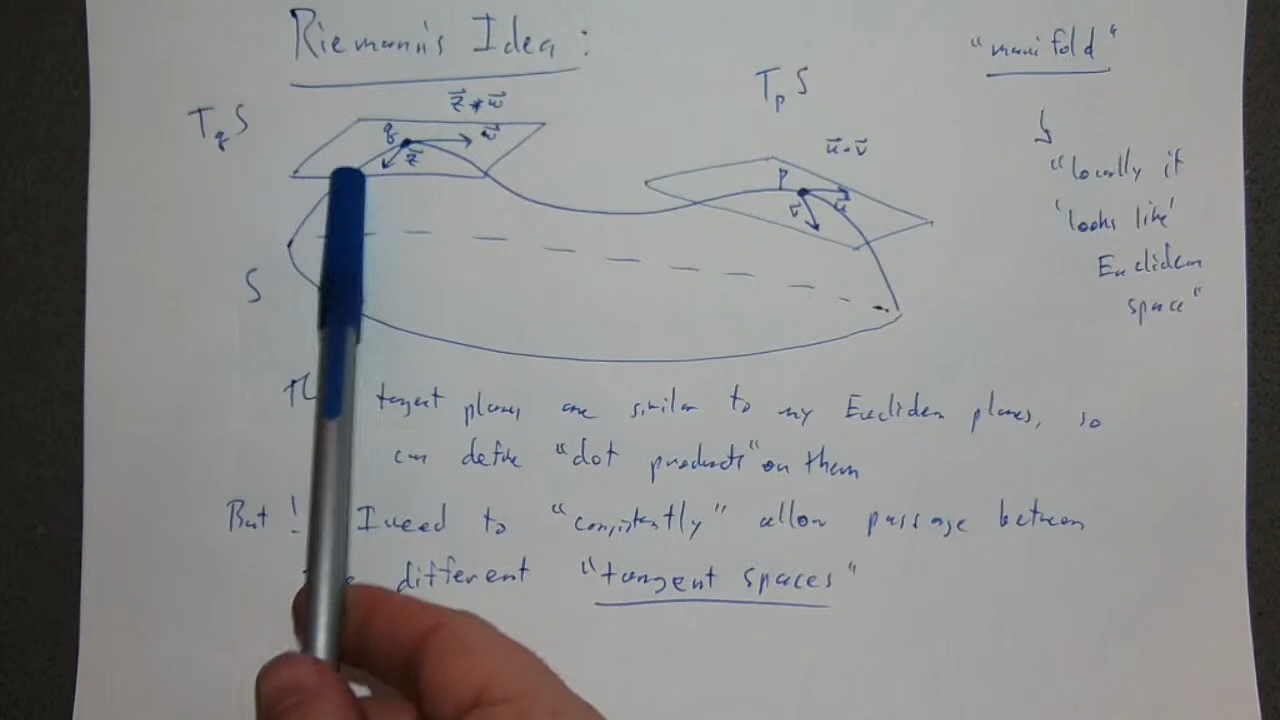 Riemann's Idea :
"manifold"
T_p S
T_q S
z⃗ * w⃗
q
w⃗
z⃗
u⃗ · v⃗
p
u⃗
v⃗
"locally it
'looks like'
Euclidean
space"
S
tangent planes are similar to my Euclidean planes, so
can define "dot products" on them
But ! I need to "consistently" allow passage between
different "tangent spaces"